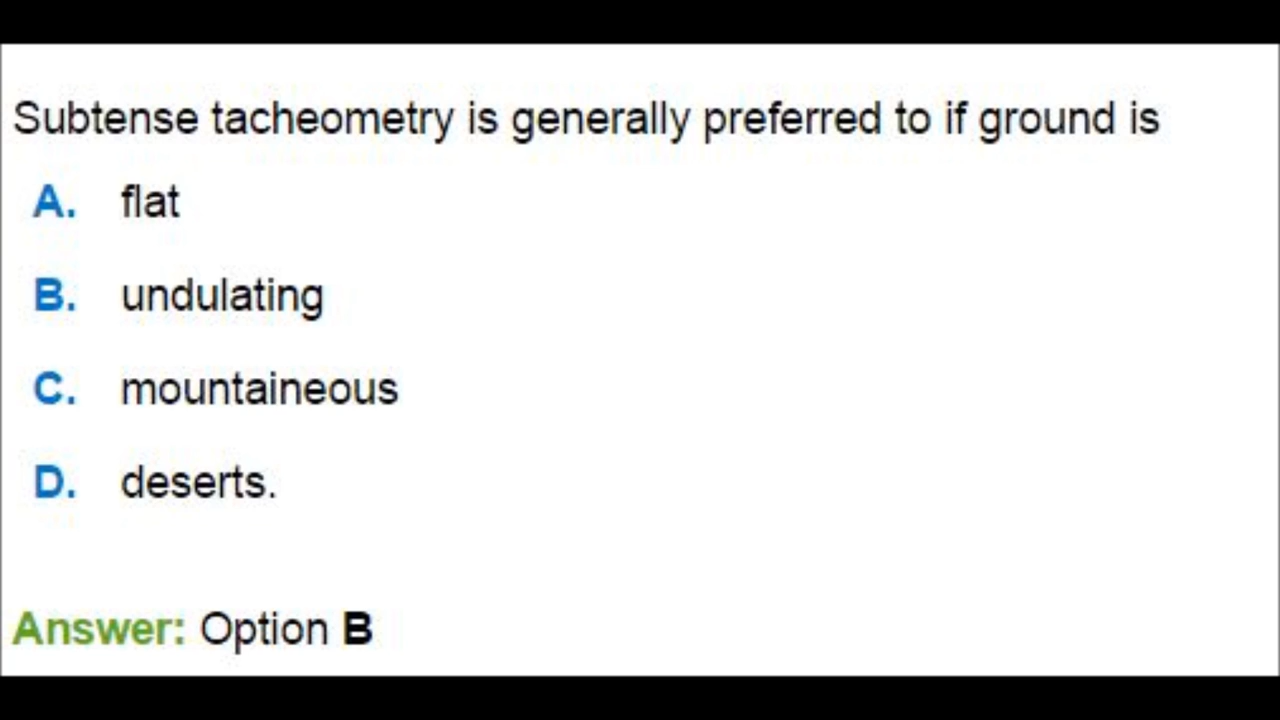 Subtense tacheometry is generally preferred to if ground is
A. flat
B. undulating
C. mountaineous
D. deserts.
Answer: Option B